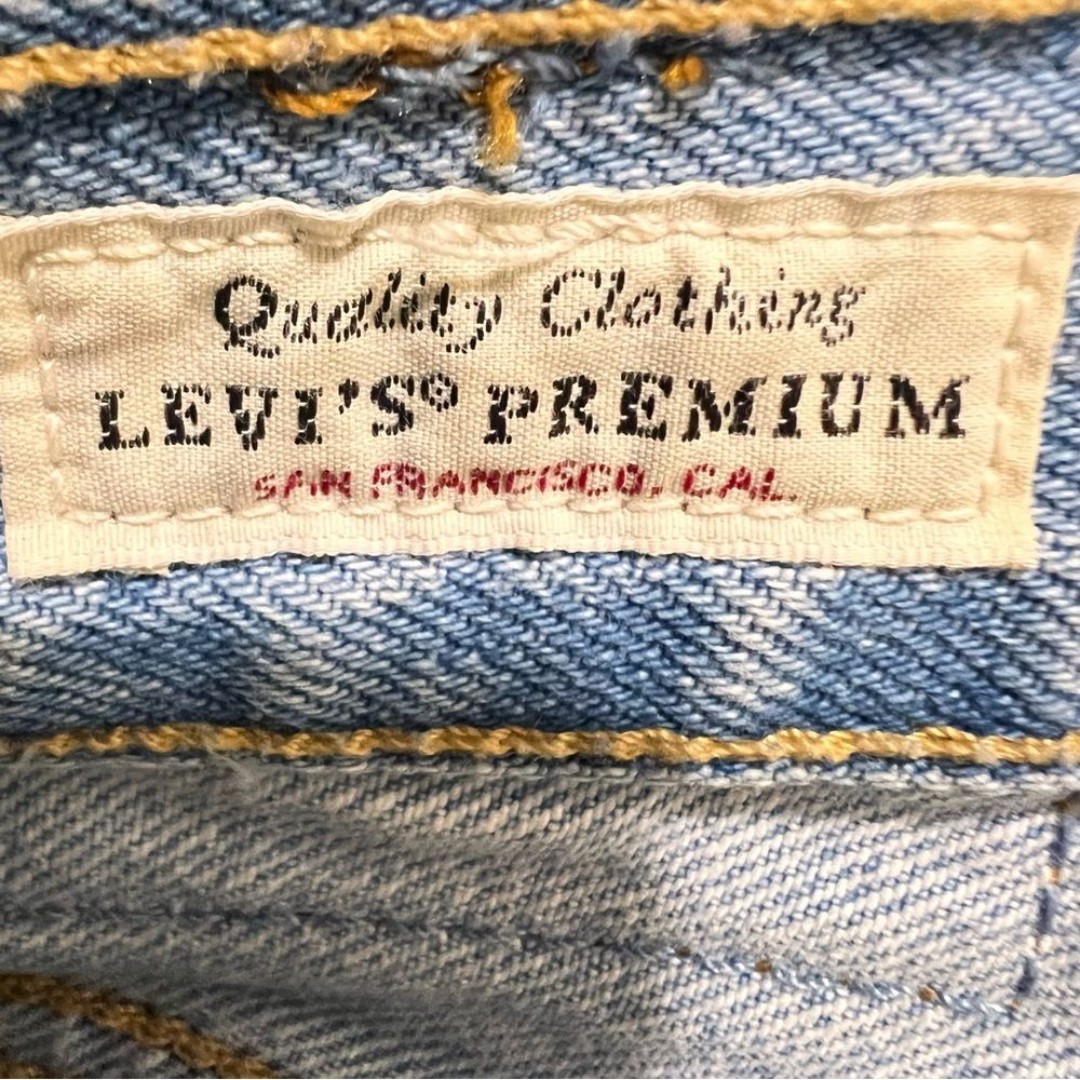 Quality Clothing
LEVI'S® PREMIUM
SAN FRANCISCO, CAL.